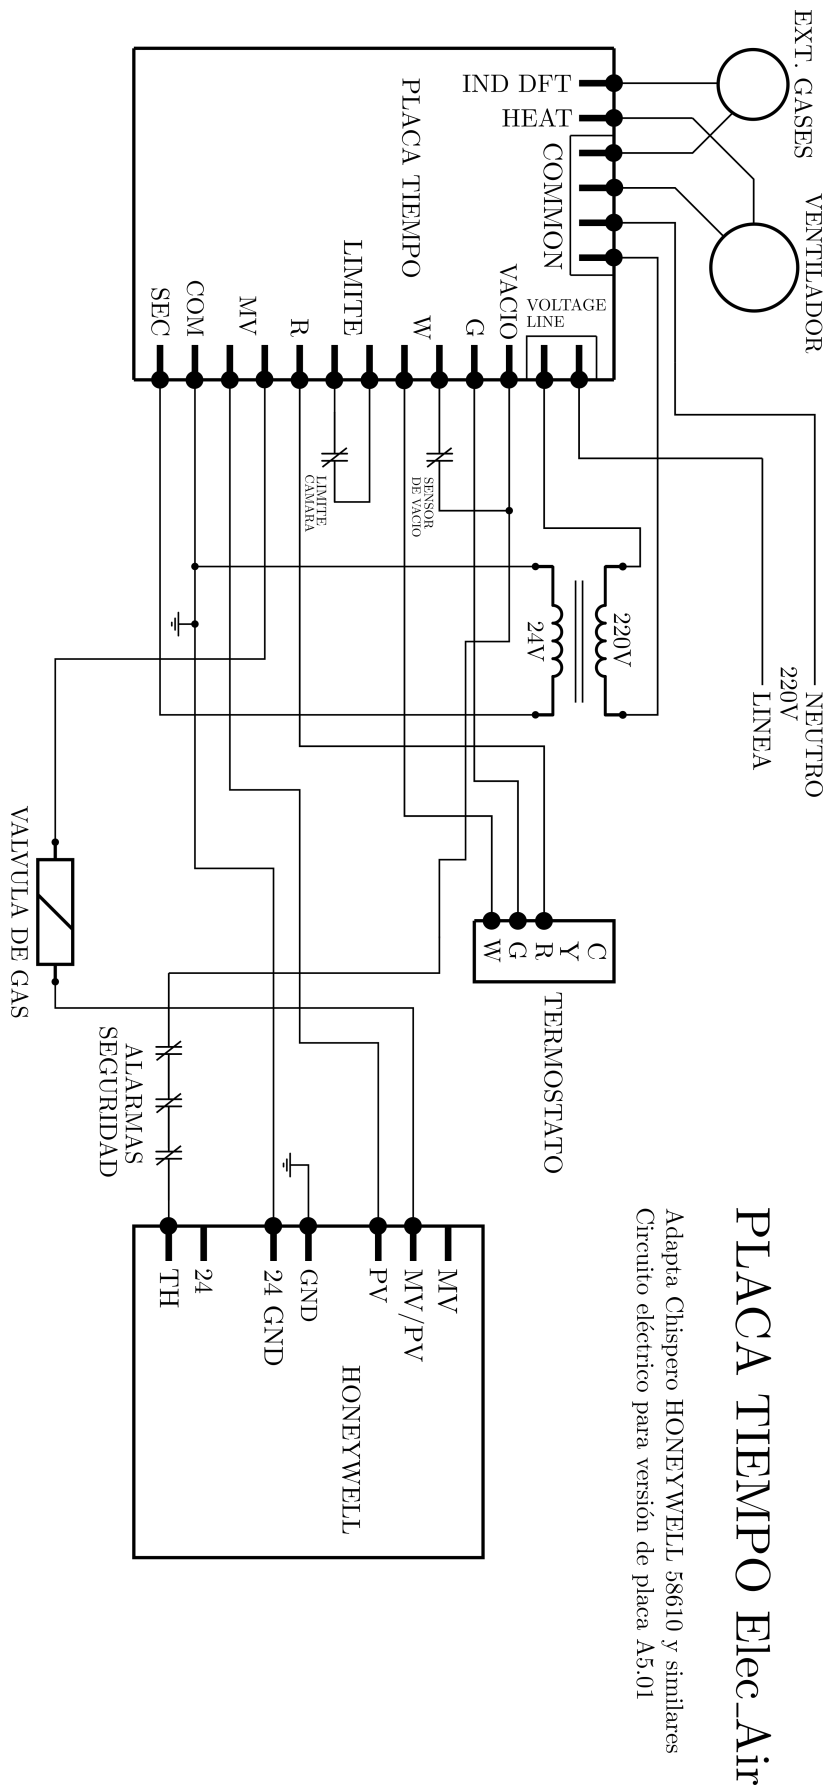 PLACA TIEMPO Elec_Air
Adapta Chispero HONEYWELL 58610 y similares
Circuito eléctrico para versión de placa A5.01
EXT. GASES
VENTILADOR
NEUTRO
220V
LINEA
IND DFT
HEAT
COMMON
PLACA TIEMPO
VOLTAGE
LINE
VACIO
G
W
LIMITE
R
MV
COM
SEC
SENSOR
DE VACIO
LIMITE
CAMARA
220V
24V
C
Y
R
G
W
TERMOSTATO
VALVULA DE GAS
ALARMAS
SEGURIDAD
MV
MV/PV
PV
GND
24 GND
24
TH
HONEYWELL